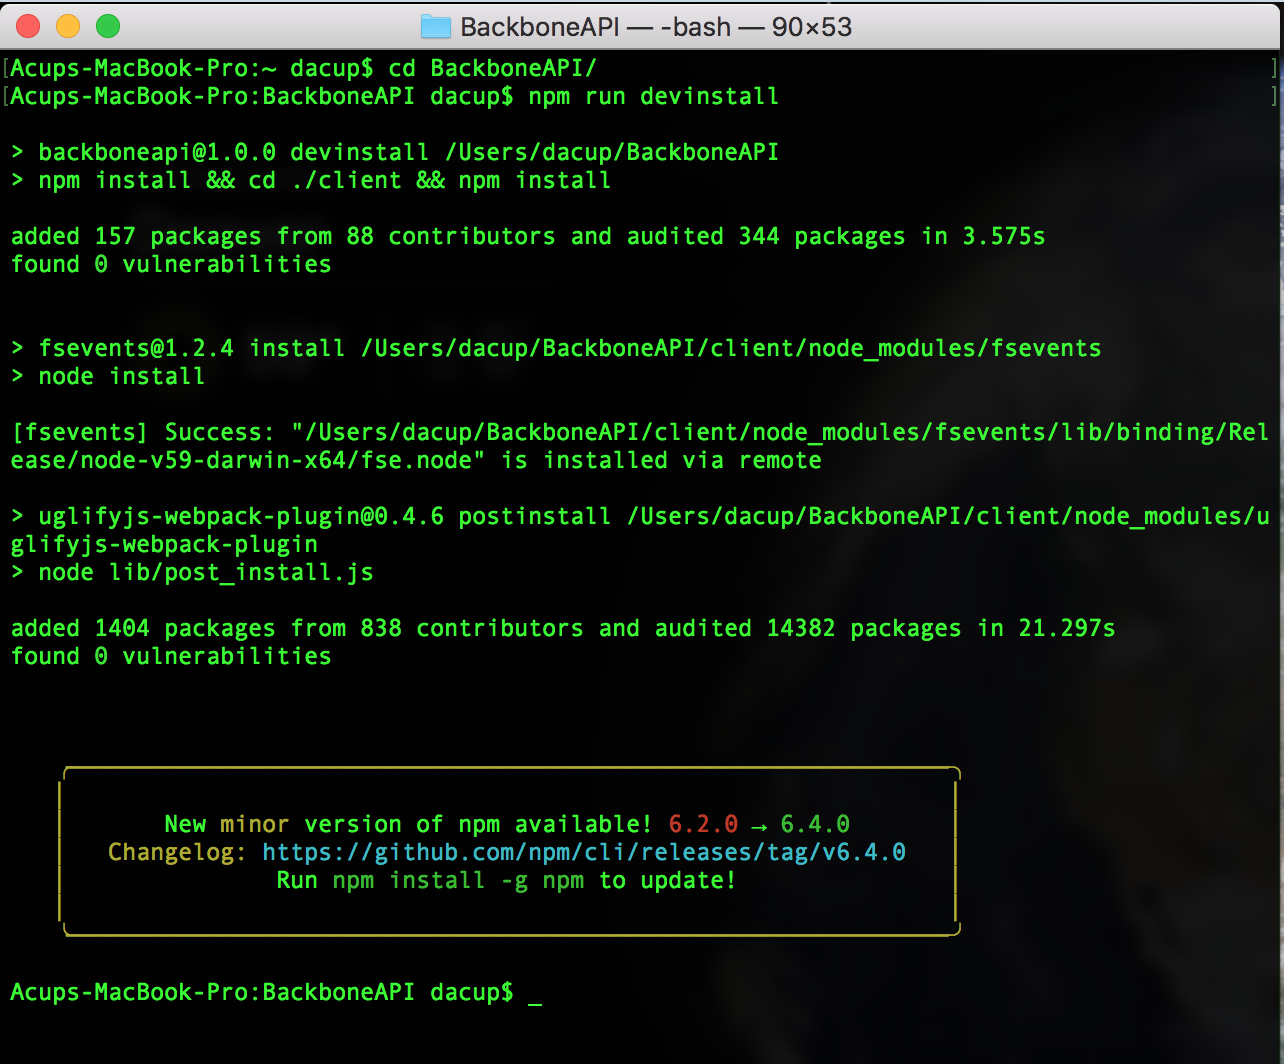 BackboneAPI — -bash — 90×53
[Acups-MacBook-Pro:~ dacup$ cd BackboneAPI/ ]
[Acups-MacBook-Pro:BackboneAPI dacup$ npm run devinstall ]
> backboneapi@1.0.0 devinstall /Users/dacup/BackboneAPI
> npm install && cd ./client && npm install
added 157 packages from 88 contributors and audited 344 packages in 3.575s
found 0 vulnerabilities
> fsevents@1.2.4 install /Users/dacup/BackboneAPI/client/node_modules/fsevents
> node install
[fsevents] Success: "/Users/dacup/BackboneAPI/client/node_modules/fsevents/lib/binding/Rel
ease/node-v59-darwin-x64/fse.node" is installed via remote
> uglifyjs-webpack-plugin@0.4.6 postinstall /Users/dacup/BackboneAPI/client/node_modules/u
glifyjs-webpack-plugin
> node lib/post_install.js
added 1404 packages from 838 contributors and audited 14382 packages in 21.297s
found 0 vulnerabilities
New minor version of npm available! 6.2.0 → 6.4.0
Changelog: https://github.com/npm/cli/releases/tag/v6.4.0
Run npm install -g npm to update!
Acups-MacBook-Pro:BackboneAPI dacup$ _